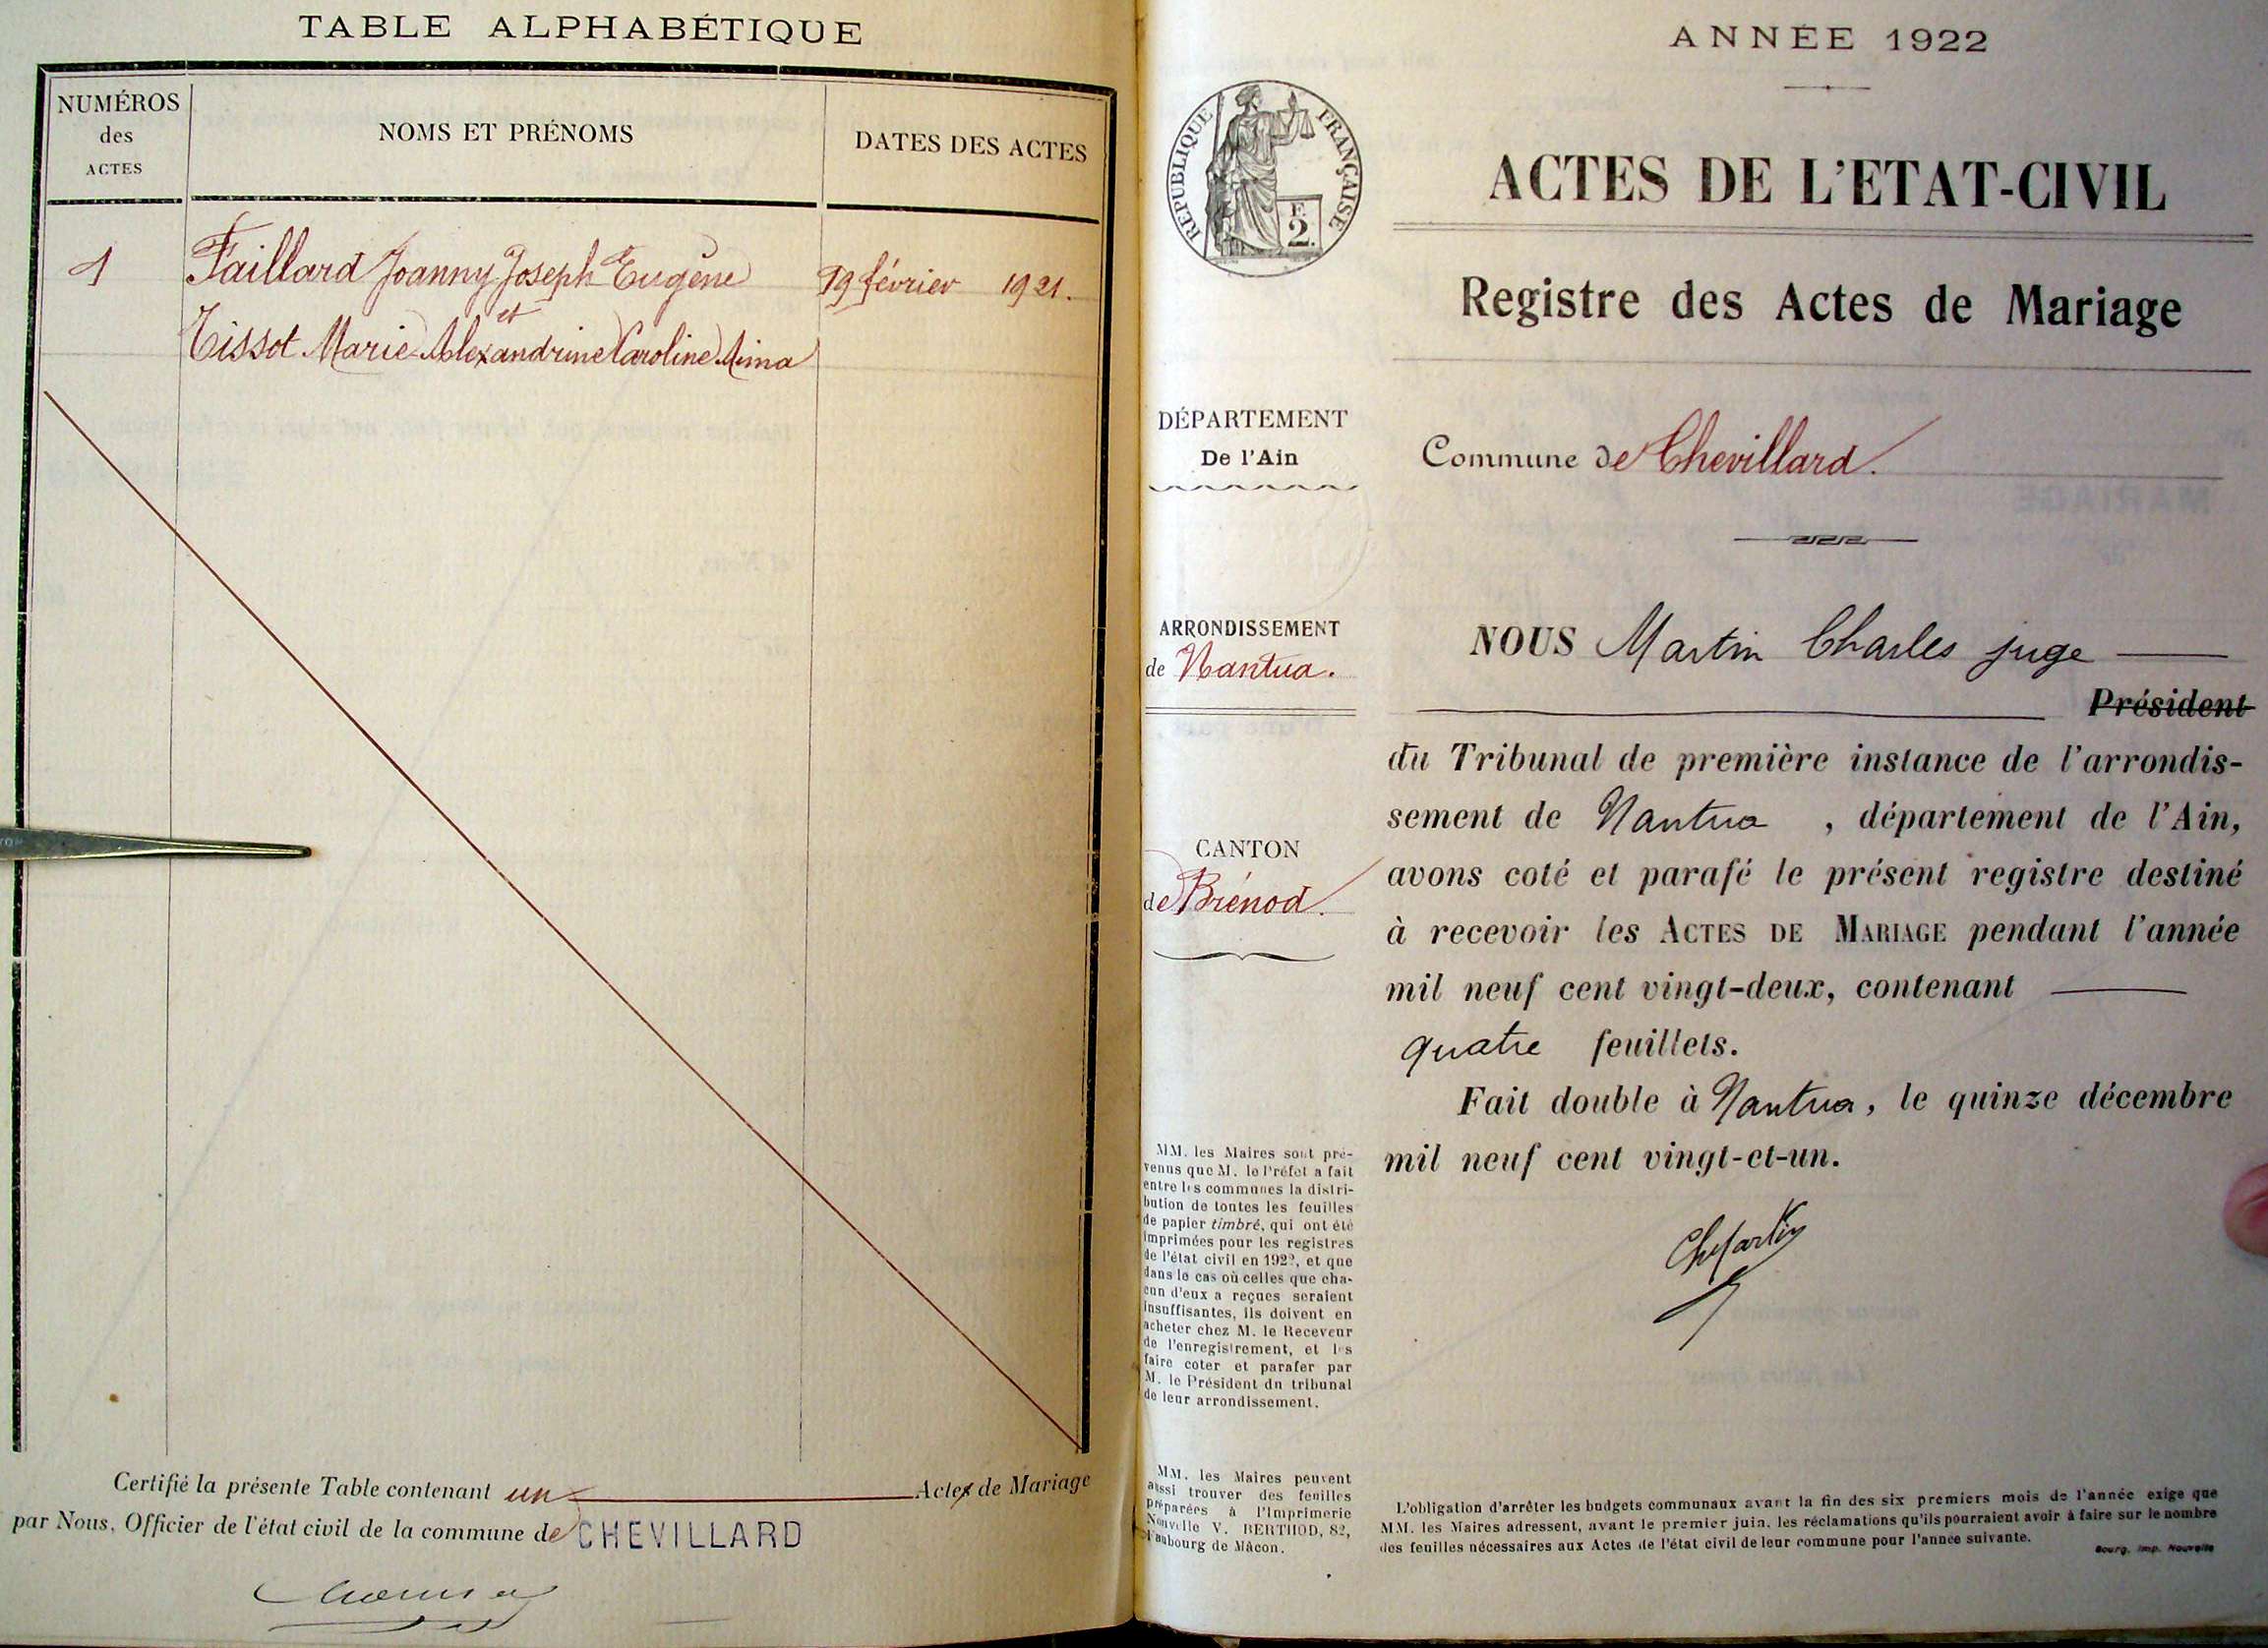 TABLE ALPHABÉTIQUE
NUMÉROS
des
ACTES
NOMS ET PRÉNOMS
DATES DES ACTES
1
Faillard Joanny Joseph Eugène
19 février 1921.
et
Tissot Marie Alexandrine Caroline Anna
Certifié la présente Table contenant un Actes de Mariage
par Nous, Officier de l'état civil de la commune de CHEVILLARD
ANNÉE 1922
REPUBLIQUE FRANÇAISE
2
ACTES DE L'ETAT-CIVIL
Registre des Actes de Mariage
DÉPARTEMENT
De l'Ain
Commune de Chevillard.
ARRONDISSEMENT
de Nantua.
CANTON
de Brénod.
NOUS Martin Charles juge
Président
du Tribunal de première instance de l'arrondis-
sement de Nantua , département de l'Ain,
avons coté et parafé le présent registre destiné
à recevoir les ACTES DE MARIAGE pendant l'année
mil neuf cent vingt-deux, contenant
quatre feuillets.
Fait double à Nantua, le quinze décembre
mil neuf cent vingt-et-un.
ChMartin
MM. les Maires sont pré-
venus que M. le Préfet a fait
entre les communes la distri-
bution de toutes les feuilles
de papier timbré, qui ont été
imprimées pour les registres
de l'état civil en 1922, et que
dans le cas où celles que cha-
cun d'eux a reçues seraient
insuffisantes, ils doivent en
acheter chez M. le Receveur
de l'enregistrement, et les
faire coter et parafer par
M. le Président du tribunal
de leur arrondissement.
MM. les Maires peuvent
aussi trouver des feuilles
préparées à l'Imprimerie
Nouvelle V. BERTHOD, 82,
faubourg de Mâcon.
L'obligation d'arrêter les budgets communaux avant la fin des six premiers mois de l'année exige que
MM. les Maires adressent, avant le premier juin, les réclamations qu'ils pourraient avoir à faire sur le nombre
des feuilles nécessaires aux Actes de l'état civil de leur commune pour l'année suivante.
Bourg, Imp. Nouvelle